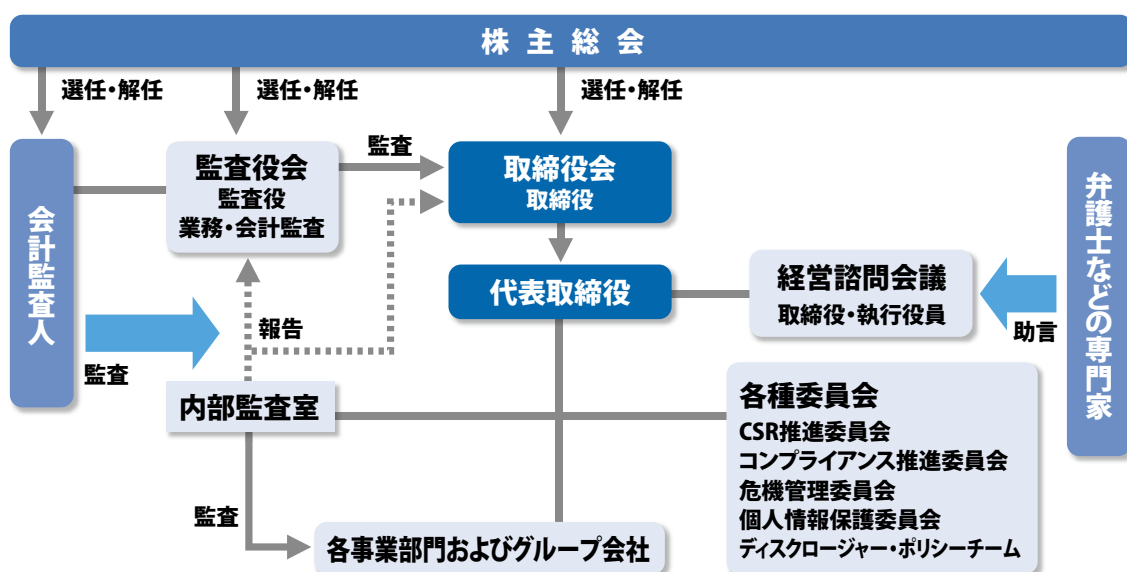 株主総会
選任・解任
選任・解任
選任・解任
会計監査人
監査役会
監査役
業務・会計監査
監査
取締役会
取締役
弁護士などの専門家
代表取締役
経営諮問会議
取締役・執行役員
助言
監査
報告
内部監査室
各種委員会
CSR推進委員会
コンプライアンス推進委員会
危機管理委員会
個人情報保護委員会
ディスクロージャー・ポリシーチーム
監査
各事業部門およびグループ会社